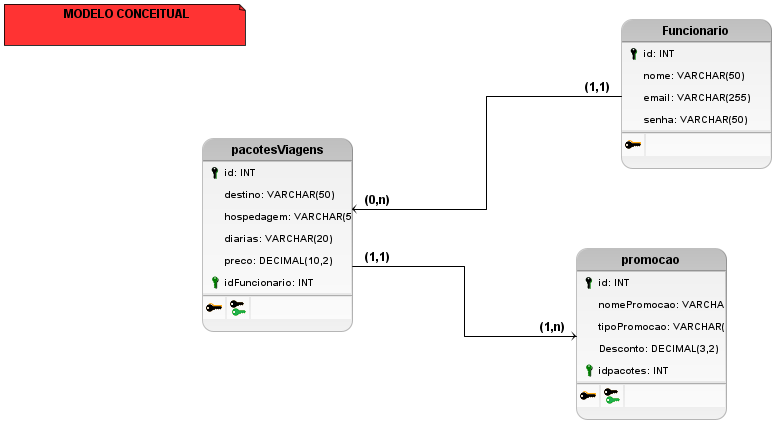 MODELO CONCEITUAL
Funcionario
id: INT
nome: VARCHAR(50)
email: VARCHAR(255)
senha: VARCHAR(50)
(1,1)
pacotesViagens
id: INT
destino: VARCHAR(50)
hospedagem: VARCHAR(5
diarias: VARCHAR(20)
preco: DECIMAL(10,2)
idFuncionario: INT
(0,n)
(1,1)
(1,n)
promocao
id: INT
nomePromocao: VARCHA
tipoPromocao: VARCHAR(
Desconto: DECIMAL(3,2)
idpacotes: INT